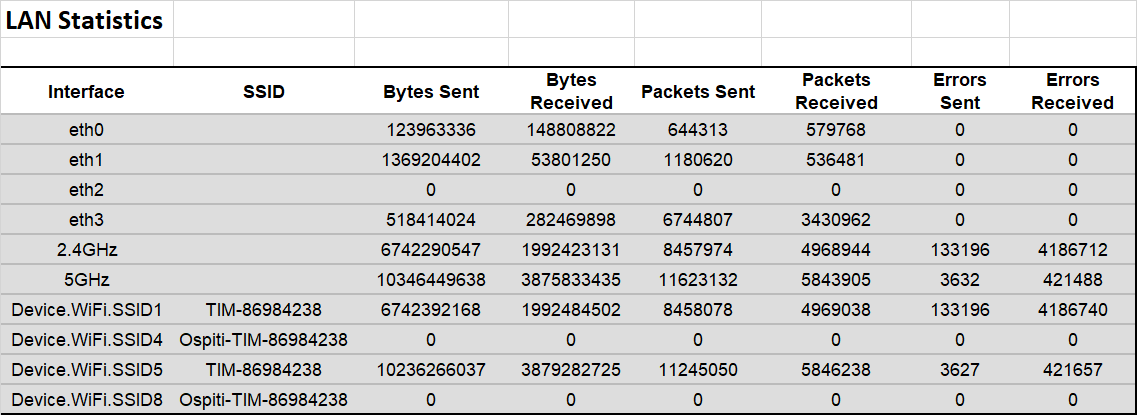 LAN Statistics
Interface SSID Bytes Sent Bytes Received Packets Sent Packets Received Errors Sent Errors Received
eth0 123963336 148808822 644313 579768 0 0
eth1 1369204402 53801250 1180620 536481 0 0
eth2 0 0 0 0 0 0
eth3 518414024 282469898 6744807 3430962 0 0
2.4GHz 6742290547 1992423131 8457974 4968944 133196 4186712
5GHz 10346449638 3875833435 11623132 5843905 3632 421488
Device.WiFi.SSID1 TIM-86984238 6742392168 1992484502 8458078 4969038 133196 4186740
Device.WiFi.SSID4 Ospiti-TIM-86984238 0 0 0 0 0 0
Device.WiFi.SSID5 TIM-86984238 10236266037 3879282725 11245050 5846238 3627 421657
Device.WiFi.SSID8 Ospiti-TIM-86984238 0 0 0 0 0 0